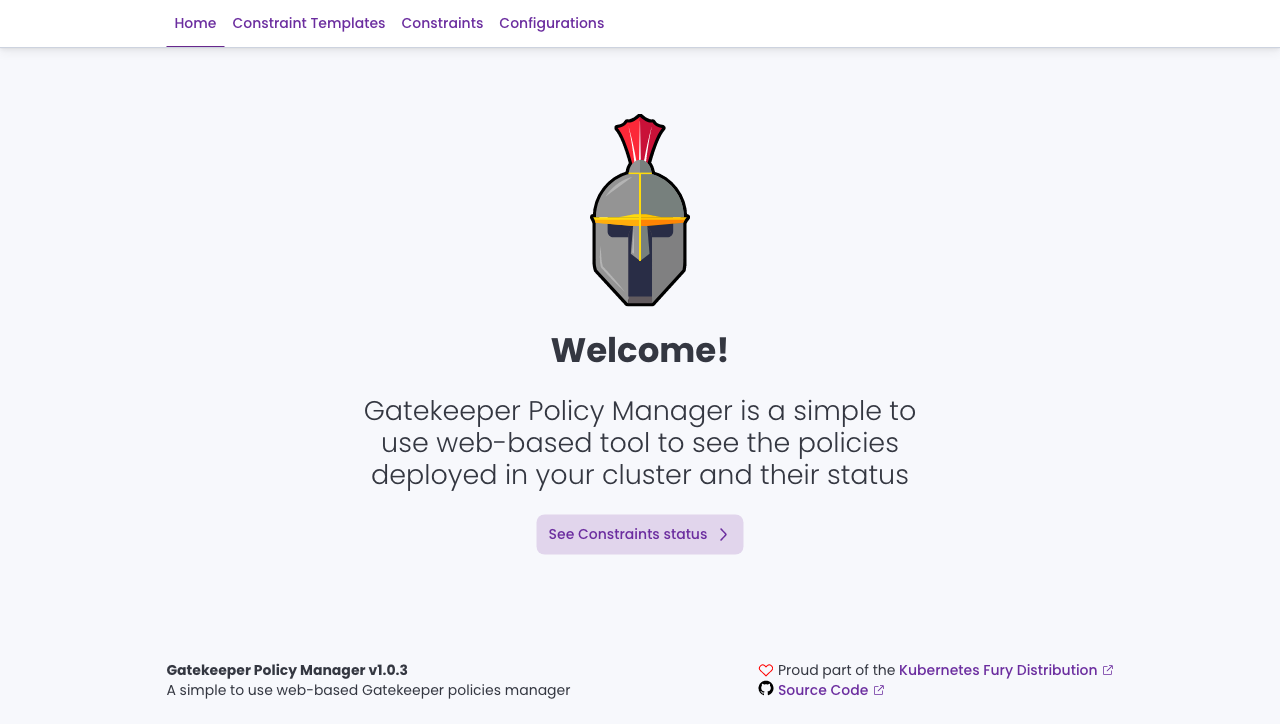 Home Constraint Templates Constraints Configurations
Welcome!
Gatekeeper Policy Manager is a simple to
use web-based tool to see the policies
deployed in your cluster and their status
See Constraints status
Gatekeeper Policy Manager v1.0.3
A simple to use web-based Gatekeeper policies manager
Proud part of the Kubernetes Fury Distribution
Source Code